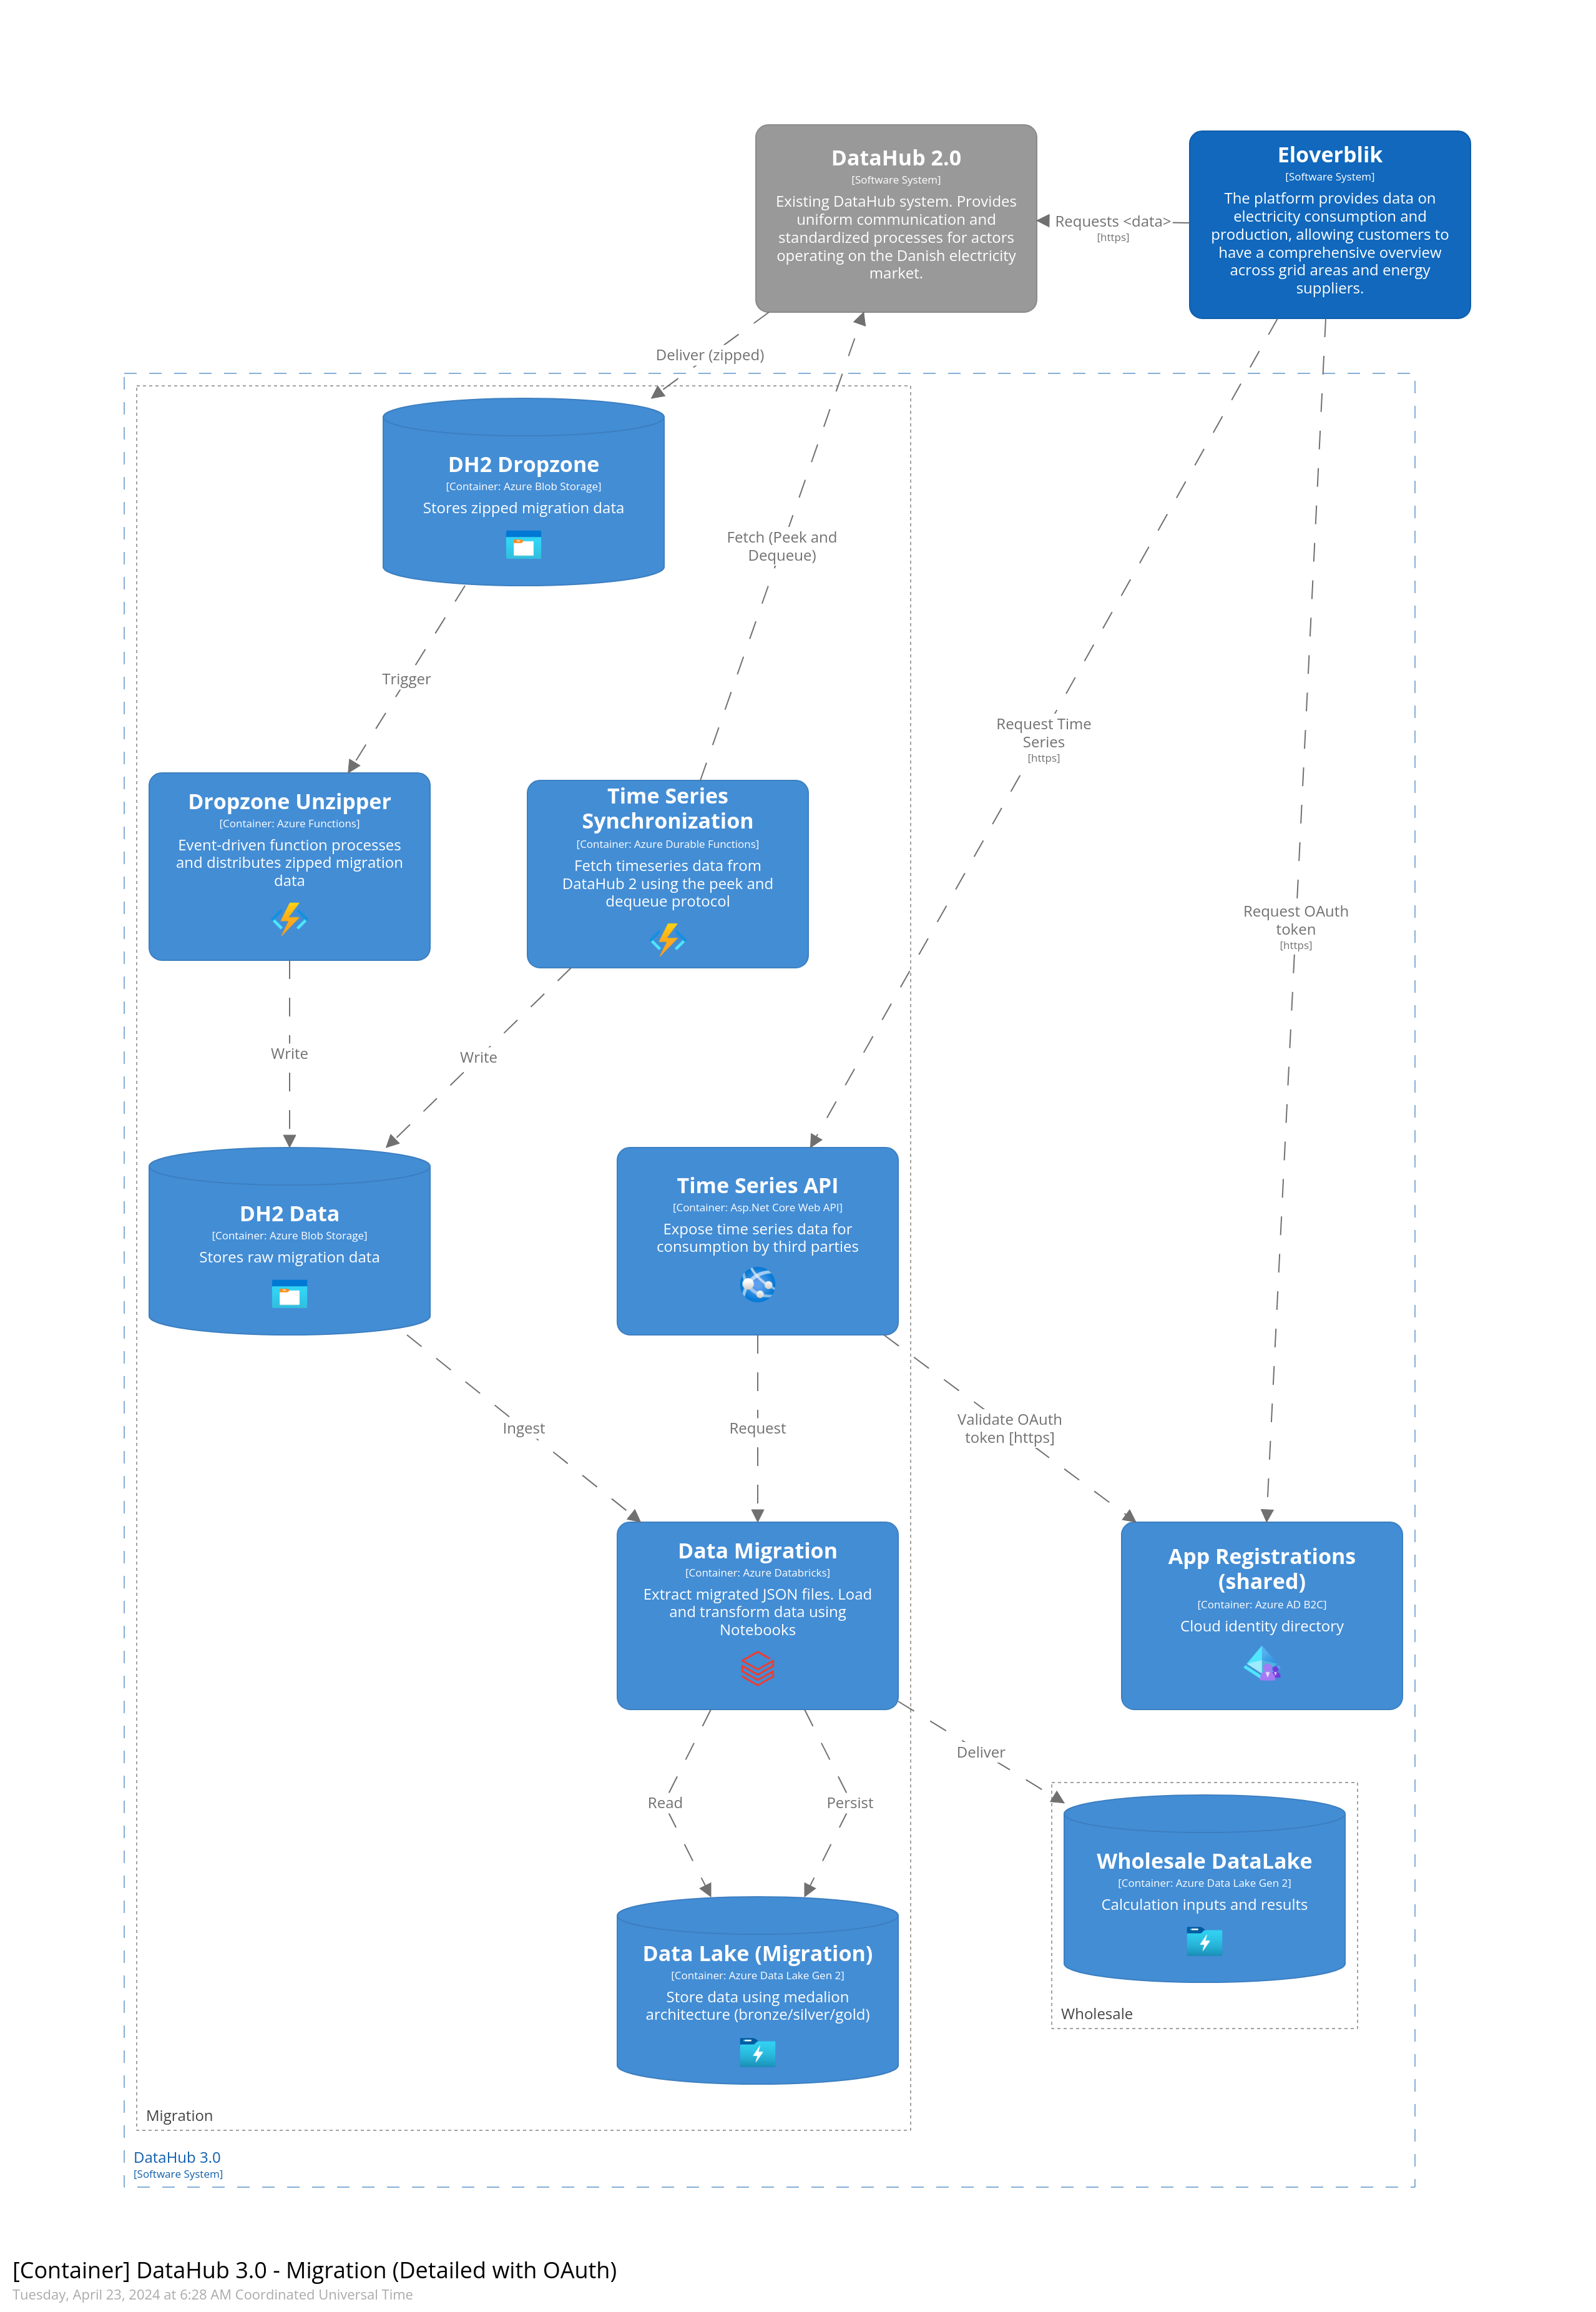 DataHub 2.0
[Software System]
Existing DataHub system. Provides
uniform communication and
standardized processes for actors
operating on the Danish electricity
market.
Eloverblik
[Software System]
The platform provides data on
electricity consumption and
production, allowing customers to
have a comprehensive overview
across grid areas and energy
suppliers.
Requests <data>
[https]
Deliver (zipped)
DH2 Dropzone
[Container: Azure Blob Storage]
Stores zipped migration data
Fetch (Peek and
Dequeue)
Trigger
Request Time
Series
[https]
Dropzone Unzipper
[Container: Azure Functions]
Event-driven function processes
and distributes zipped migration
data
Time Series
Synchronization
[Container: Azure Durable Functions]
Fetch timeseries data from
DataHub 2 using the peek and
dequeue protocol
Request OAuth
token
[https]
Write
Write
DH2 Data
[Container: Azure Blob Storage]
Stores raw migration data
Time Series API
[Container: Asp.Net Core Web API]
Expose time series data for
consumption by third parties
Ingest
Request
Validate OAuth
token [https]
Data Migration
[Container: Azure Databricks]
Extract migrated JSON files. Load
and transform data using
Notebooks
App Registrations
(shared)
[Container: Azure AD B2C]
Cloud identity directory
Deliver
Read
Persist
Wholesale DataLake
[Container: Azure Data Lake Gen 2]
Calculation inputs and results
Wholesale
Data Lake (Migration)
[Container: Azure Data Lake Gen 2]
Store data using medalion
architecture (bronze/silver/gold)
Migration
DataHub 3.0
[Software System]
[Container] DataHub 3.0 - Migration (Detailed with OAuth)
Tuesday, April 23, 2024 at 6:28 AM Coordinated Universal Time